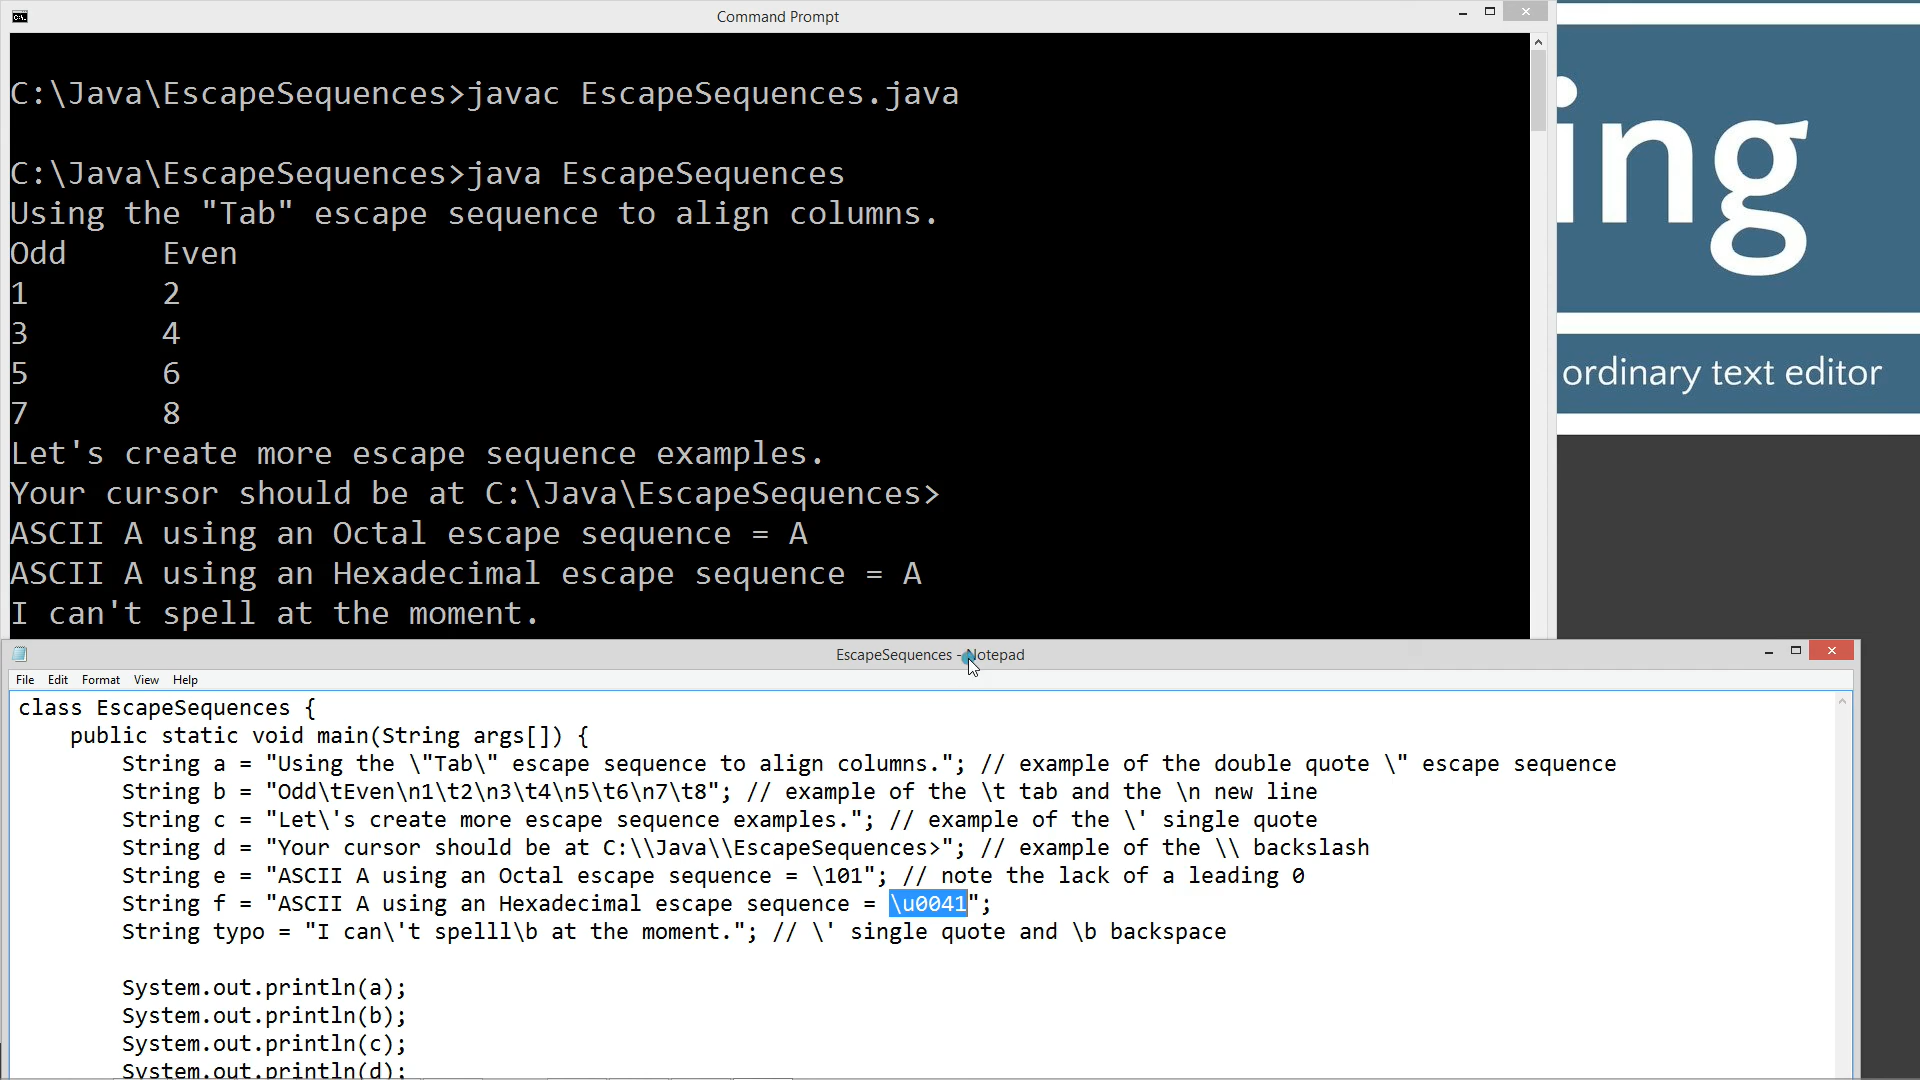 Command Prompt
C:\Java\EscapeSequences>javac EscapeSequences.java
C:\Java\EscapeSequences>java EscapeSequences
Using the "Tab" escape sequence to align columns.
Odd Even
1 2
3 4
5 6
7 8
Let's create more escape sequence examples.
Your cursor should be at C:\Java\EscapeSequences>
ASCII A using an Octal escape sequence = A
ASCII A using an Hexadecimal escape sequence = A
I can't spell at the moment.
ing
ordinary text editor
EscapeSequences - Notepad
File Edit Format View Help
class EscapeSequences {
public static void main(String args[]) {
String a = "Using the \"Tab\" escape sequence to align columns."; // example of the double quote \" escape sequence
String b = "Odd\tEven\n1\t2\n3\t4\n5\t6\n7\t8"; // example of the \t tab and the \n new line
String c = "Let\'s create more escape sequence examples."; // example of the \' single quote
String d = "Your cursor should be at C:\\Java\\EscapeSequences>"; // example of the \\ backslash
String e = "ASCII A using an Octal escape sequence = \101"; // note the lack of a leading 0
String f = "ASCII A using an Hexadecimal escape sequence = \u0041";
String typo = "I can\'t spelll\b at the moment."; // \' single quote and \b backspace
System.out.println(a);
System.out.println(b);
System.out.println(c);
System.out.println(d);